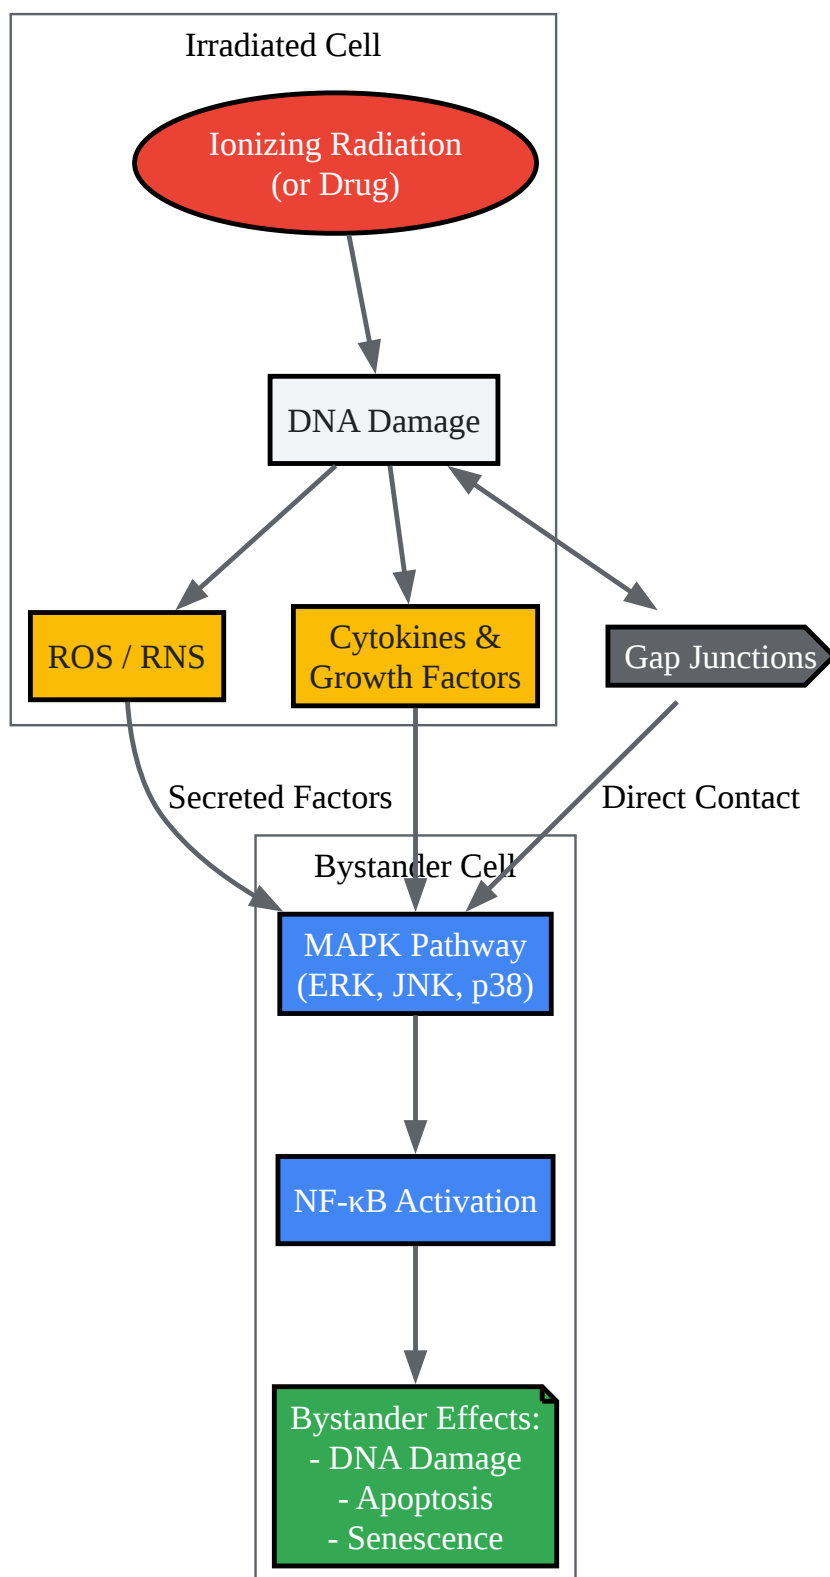 Irradiated Cell
Ionizing Radiation
(or Drug)
DNA Damage
ROS / RNS
Cytokines &
Growth Factors
Gap Junctions
Secreted Factors
Direct Contact
Bystander Cell
MAPK Pathway
(ERK, JNK, p38)
NF-κB Activation
Bystander Effects:
- DNA Damage
- Apoptosis
- Senescence